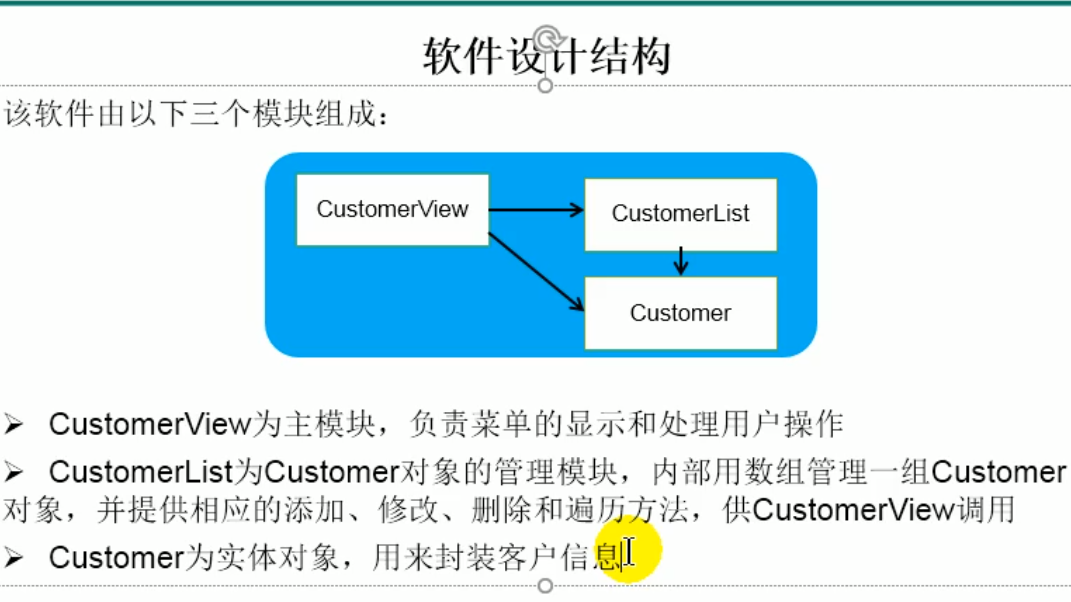 软件设计结构
该软件由以下三个模块组成：
CustomerView
CustomerList
Customer
➢ CustomerView为主模块，负责菜单的显示和处理用户操作
➢ CustomerList为Customer对象的管理模块，内部用数组管理一组Customer
对象，并提供相应的添加、修改、删除和遍历方法，供CustomerView调用
➢ Customer为实体对象，用来封装客户信息